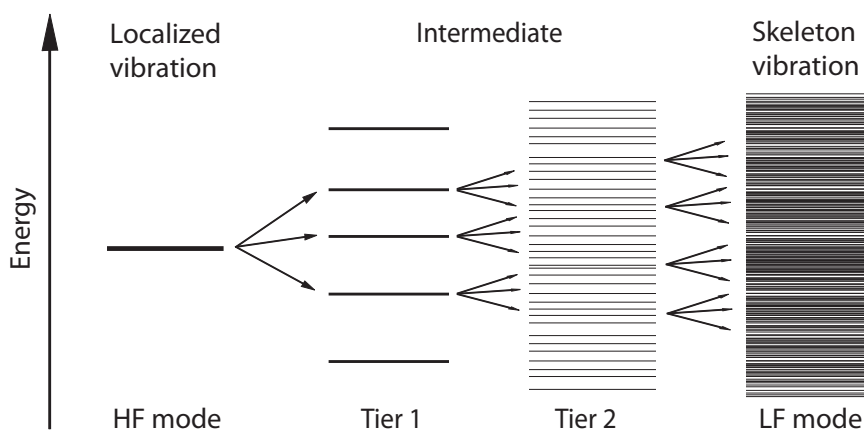 Localized
vibration
Intermediate
Skeleton
vibration
Energy
HF mode
Tier 1
Tier 2
LF mode